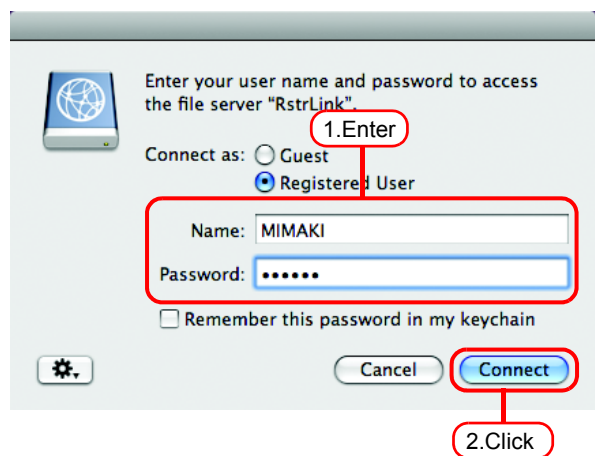 Enter your user name and password to access
the file server “RstrLink”.
1.Enter
Connect as: Guest
Registered User
Name: MIMAKI
Password: ••••••
Remember this password in my keychain
Cancel Connect
2.Click